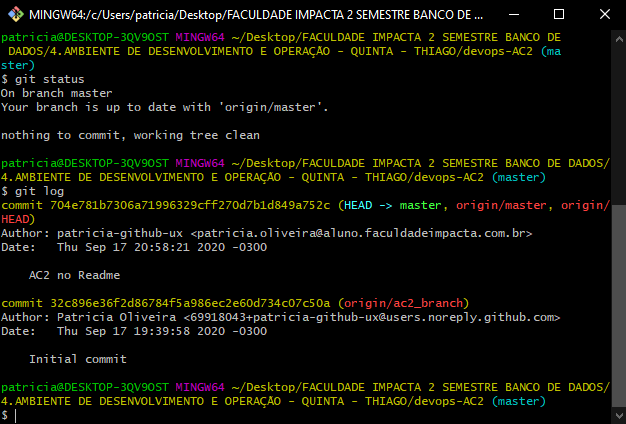 MINGW64:/c/Users/patricia/Desktop/FACULDADE IMPACTA 2 SEMESTRE BANCO DE ...
patricia@DESKTOP-3QV9OST MINGW64 ~/Desktop/FACULDADE IMPACTA 2 SEMESTRE BANCO DE
DADOS/4.AMBIENTE DE DESENVOLVIMENTO E OPERAÇÃO - QUINTA - THIAGO/devops-AC2 (ma
ster)
$ git status
On branch master
Your branch is up to date with 'origin/master'.
nothing to commit, working tree clean
patricia@DESKTOP-3QV9OST MINGW64 ~/Desktop/FACULDADE IMPACTA 2 SEMESTRE BANCO DE DADOS/
4.AMBIENTE DE DESENVOLVIMENTO E OPERAÇÃO - QUINTA - THIAGO/devops-AC2 (master)
$ git log
commit 704e781b7306a71996329cff270d7b1d849a752c (HEAD -> master, origin/master, origin/
HEAD)
Author: patricia-github-ux <patricia.oliveira@aluno.faculdadeimpacta.com.br>
Date:   Thu Sep 17 20:58:21 2020 -0300
AC2 no Readme
commit 32c896e36f2d86784f5a986ec2e60d734c07c50a (origin/ac2_branch)
Author: Patricia Oliveira <69918043+patricia-github-ux@users.noreply.github.com>
Date:   Thu Sep 17 19:39:58 2020 -0300
Initial commit
patricia@DESKTOP-3QV9OST MINGW64 ~/Desktop/FACULDADE IMPACTA 2 SEMESTRE BANCO DE DADOS/
4.AMBIENTE DE DESENVOLVIMENTO E OPERAÇÃO - QUINTA - THIAGO/devops-AC2 (master)
$